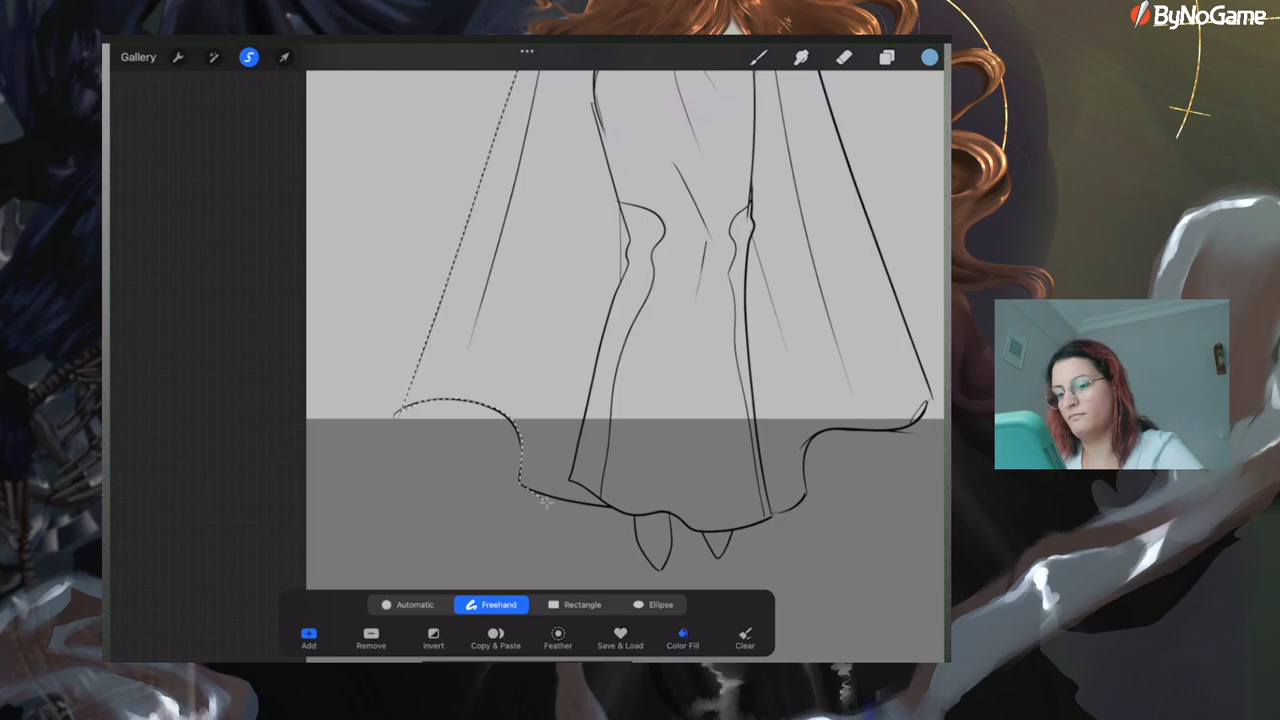 ByNoGame
Gallery
Automatic
Freehand
Rectangle
Ellipse
Add
Remove
Invert
Copy & Paste
Feather
Save & Load
Color Fill
Clear